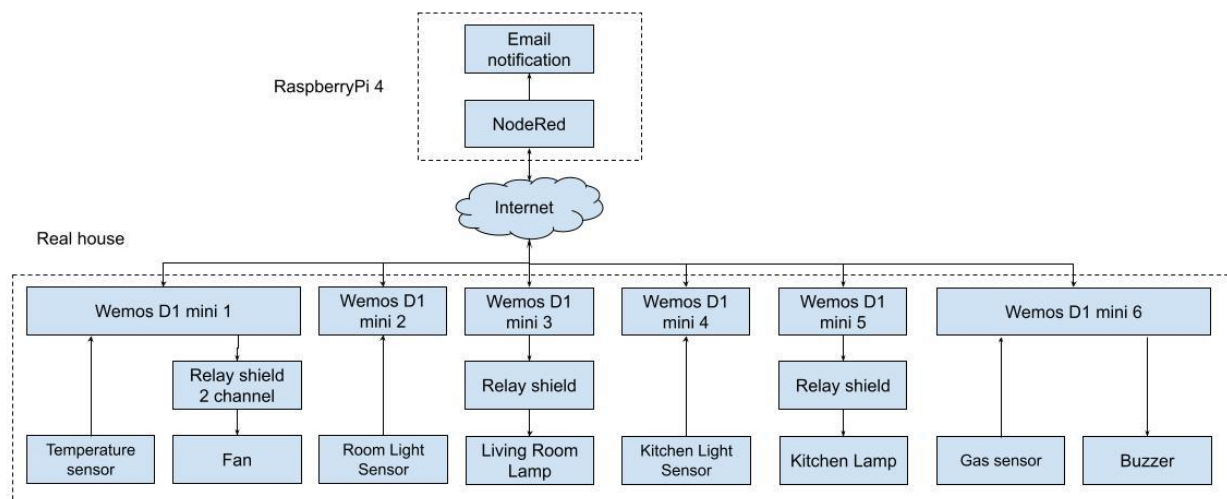 Email
notification
RaspberryPi 4
NodeRed
Internet
Real house
Wemos D1 mini 1
Wemos D1
mini 2
Wemos D1
mini 3
Wemos D1
mini 4
Wemos D1
mini 5
Wemos D1 mini 6
Relay shield
2 channel
Relay shield
Relay shield
Temperature
sensor
Fan
Room Light
Sensor
Living Room
Lamp
Kitchen Light
Sensor
Kitchen Lamp
Gas sensor
Buzzer